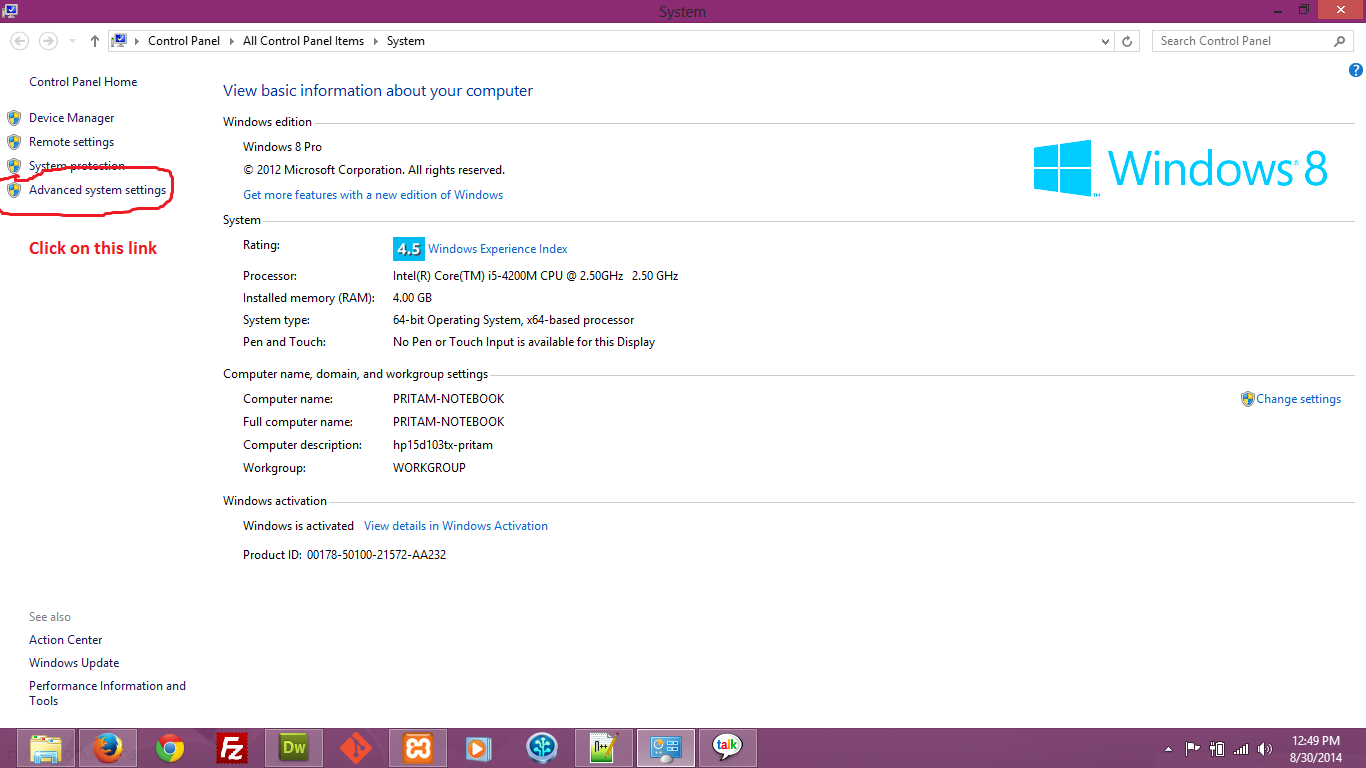 System
Control Panel All Control Panel Items System
Search Control Panel
Control Panel Home
Device Manager
Remote settings
System protection
Advanced system settings
Click on this link
View basic information about your computer
Windows edition
Windows 8 Pro
© 2012 Microsoft Corporation. All rights reserved.
Get more features with a new edition of Windows
Windows® 8
System
Rating: 4.5 Windows Experience Index
Processor: Intel(R) Core(TM) i5-4200M CPU @ 2.50GHz 2.50 GHz
Installed memory (RAM): 4.00 GB
System type: 64-bit Operating System, x64-based processor
Pen and Touch: No Pen or Touch Input is available for this Display
Computer name, domain, and workgroup settings
Computer name: PRITAM-NOTEBOOK
Change settings
Full computer name: PRITAM-NOTEBOOK
Computer description: hp15d103tx-pritam
Workgroup: WORKGROUP
Windows activation
Windows is activated View details in Windows Activation
Product ID: 00178-50100-21572-AA232
See also
Action Center
Windows Update
Performance Information and
Tools
Fz
Dw
talk
12:49 PM
8/30/2014